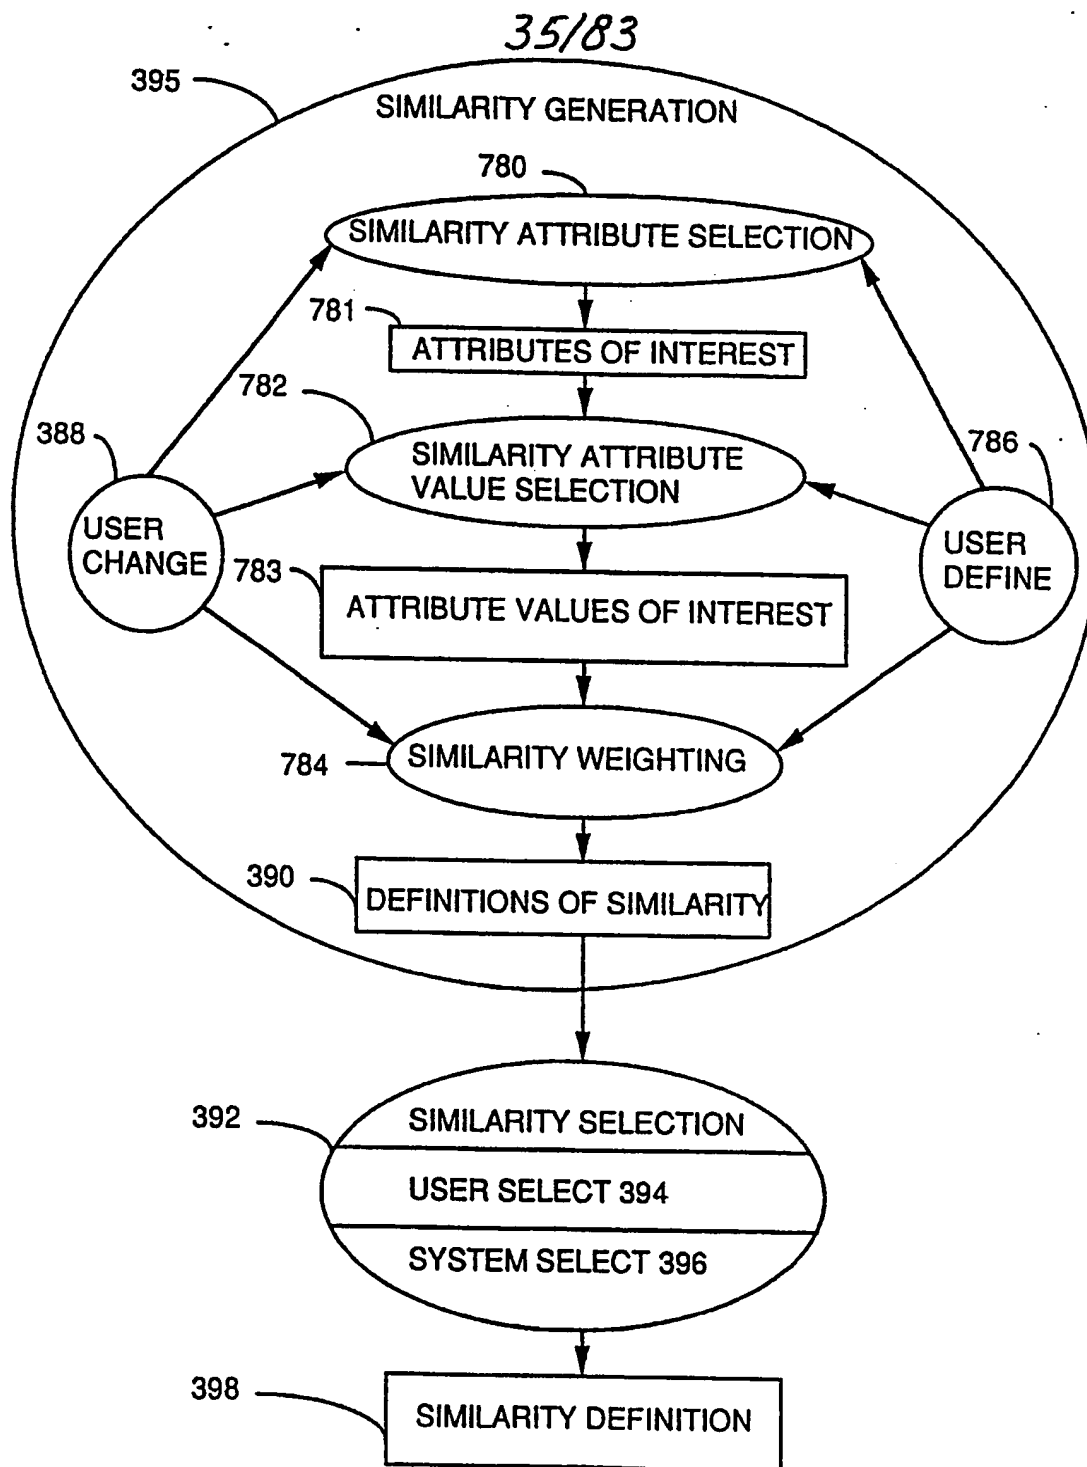 35/83
395
SIMILARITY GENERATION
780
SIMILARITY ATTRIBUTE SELECTION
781
ATTRIBUTES OF INTEREST
782
388
SIMILARITY ATTRIBUTE
VALUE SELECTION
786
USER
CHANGE
USER
DEFINE
783
ATTRIBUTE VALUES OF INTEREST
784
SIMILARITY WEIGHTING
390
DEFINITIONS OF SIMILARITY
392
SIMILARITY SELECTION
USER SELECT 394
SYSTEM SELECT 396
398
SIMILARITY DEFINITION